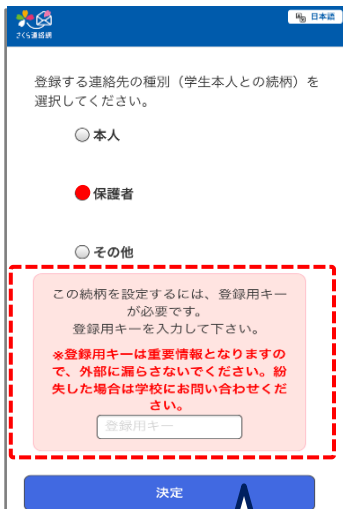 さくら連絡網
日本語
登録する連絡先の種別（学生本人との続柄）を
選択してください。
本人
保護者
その他
この続柄を設定するには、登録用キー
が必要です。
登録用キーを入力して下さい。
※登録用キーは重要情報となりますの
で、外部に漏らさないでください。紛
失した場合は学校にお問い合わせくだ
さい。
登録用キー
決定